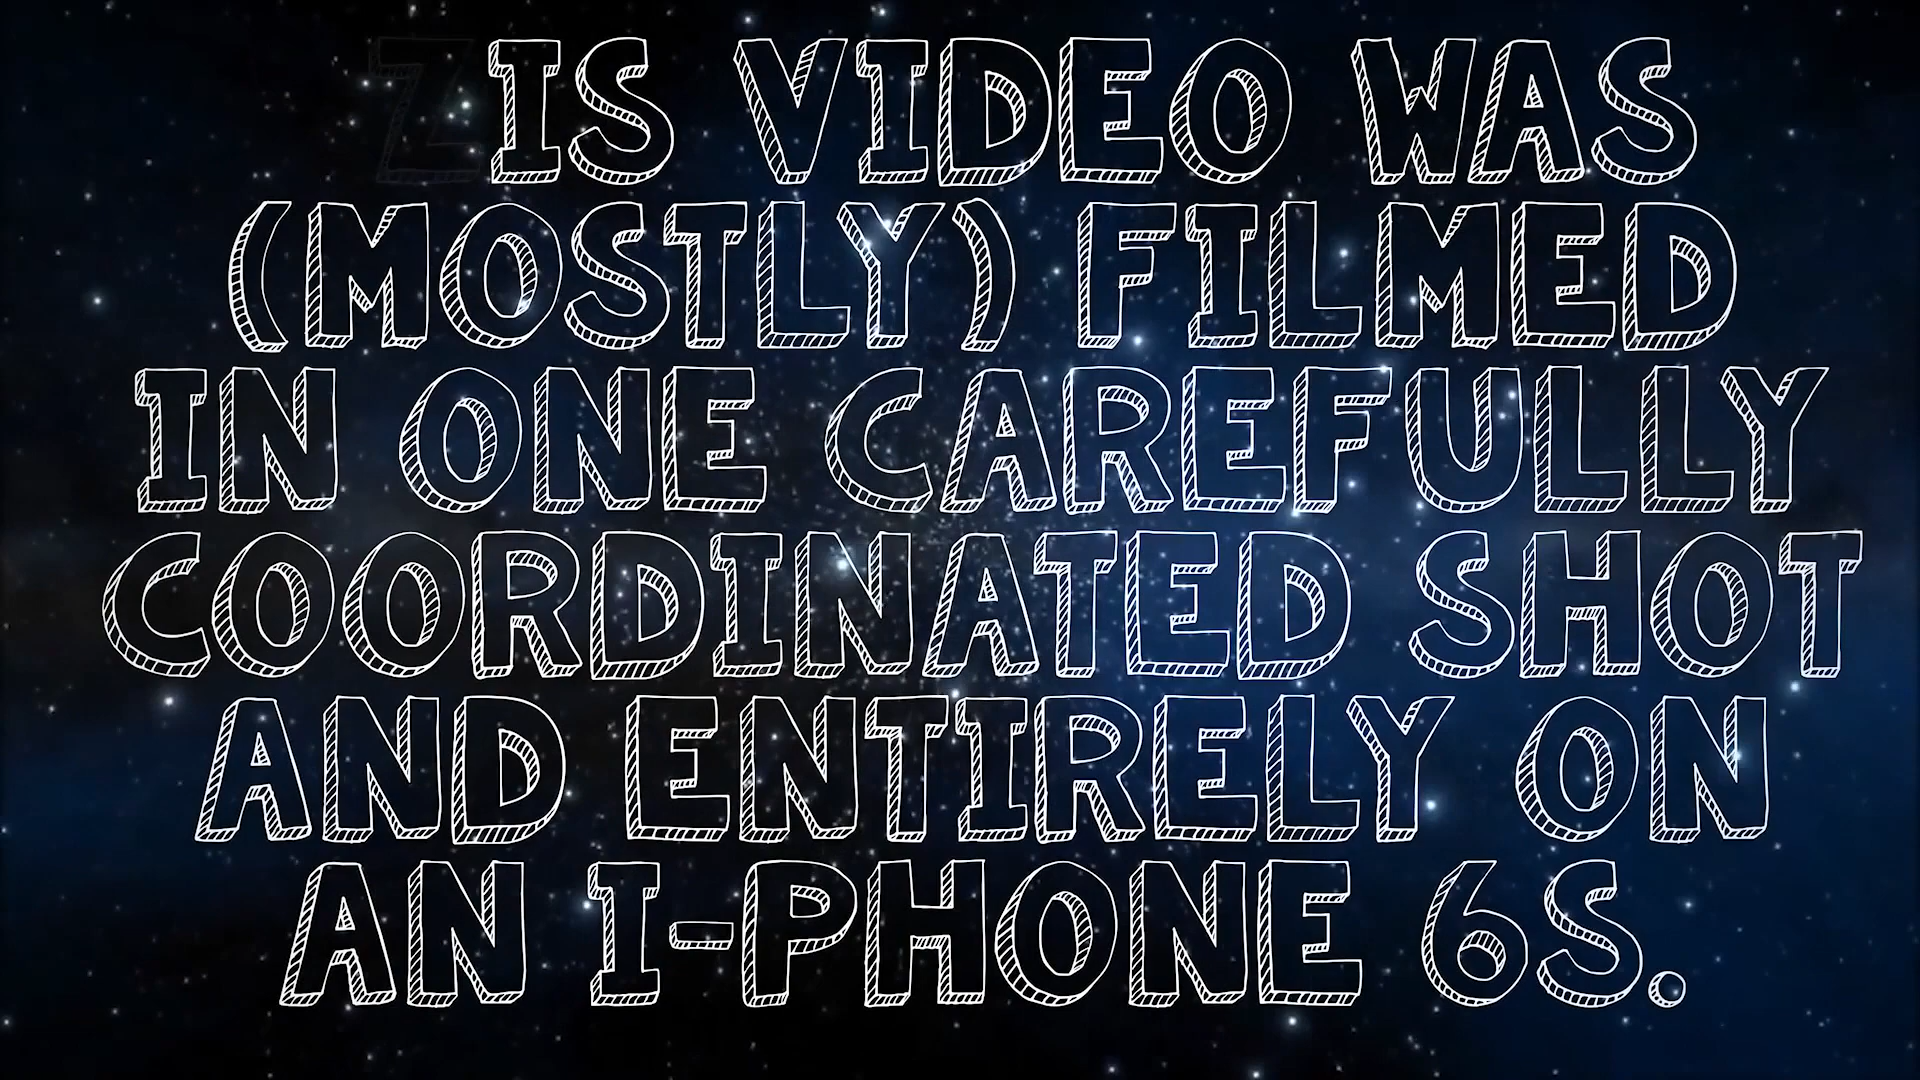 ZIS VIDEO WAS
(MOSTLY) FILMED
IN ONE CAREFULLY
COORDINATED SHOT
AND ENTIRELY ON
AN I-PHONE 6S.